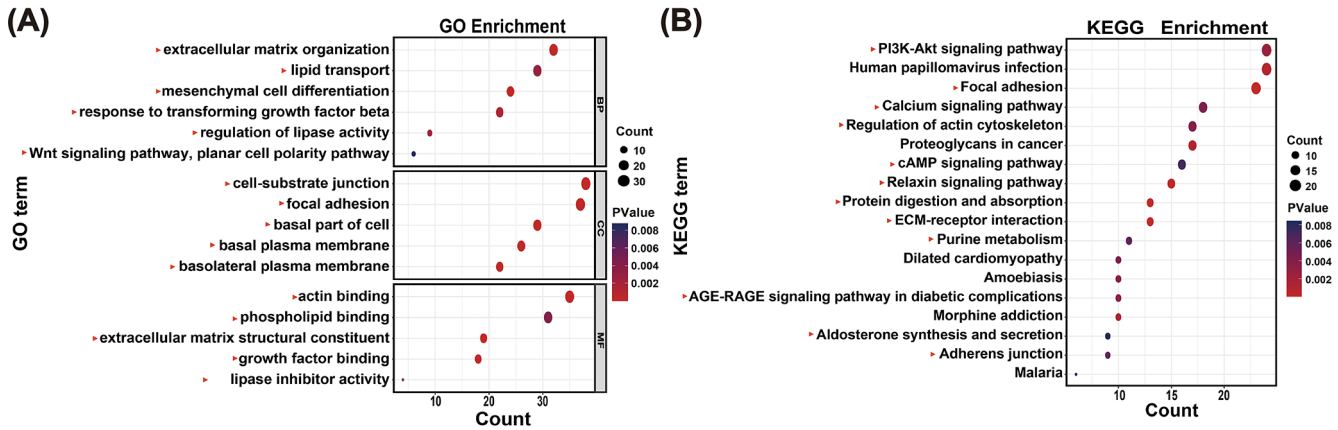 (A)
GO Enrichment
GO term
extracellular matrix organization
lipid transport
mesenchymal cell differentiation
response to transforming growth factor beta
regulation of lipase activity
Wnt signaling pathway, planar cell polarity pathway
BP
cell-substrate junction
focal adhesion
basal part of cell
basal plasma membrane
basolateral plasma membrane
CC
actin binding
phospholipid binding
extracellular matrix structural constituent
growth factor binding
lipase inhibitor activity
MF
10 20 30
Count
Count
10
20
30
PValue
0.008
0.006
0.004
0.002
(B)
KEGG Enrichment
KEGG term
PI3K-Akt signaling pathway
Human papillomavirus infection
Focal adhesion
Calcium signaling pathway
Regulation of actin cytoskeleton
Proteoglycans in cancer
cAMP signaling pathway
Relaxin signaling pathway
Protein digestion and absorption
ECM-receptor interaction
Purine metabolism
Dilated cardiomyopathy
Amoebiasis
AGE-RAGE signaling pathway in diabetic complications
Morphine addiction
Aldosterone synthesis and secretion
Adherens junction
Malaria
10 15 20
Count
Count
10
15
20
PValue
0.008
0.006
0.004
0.002